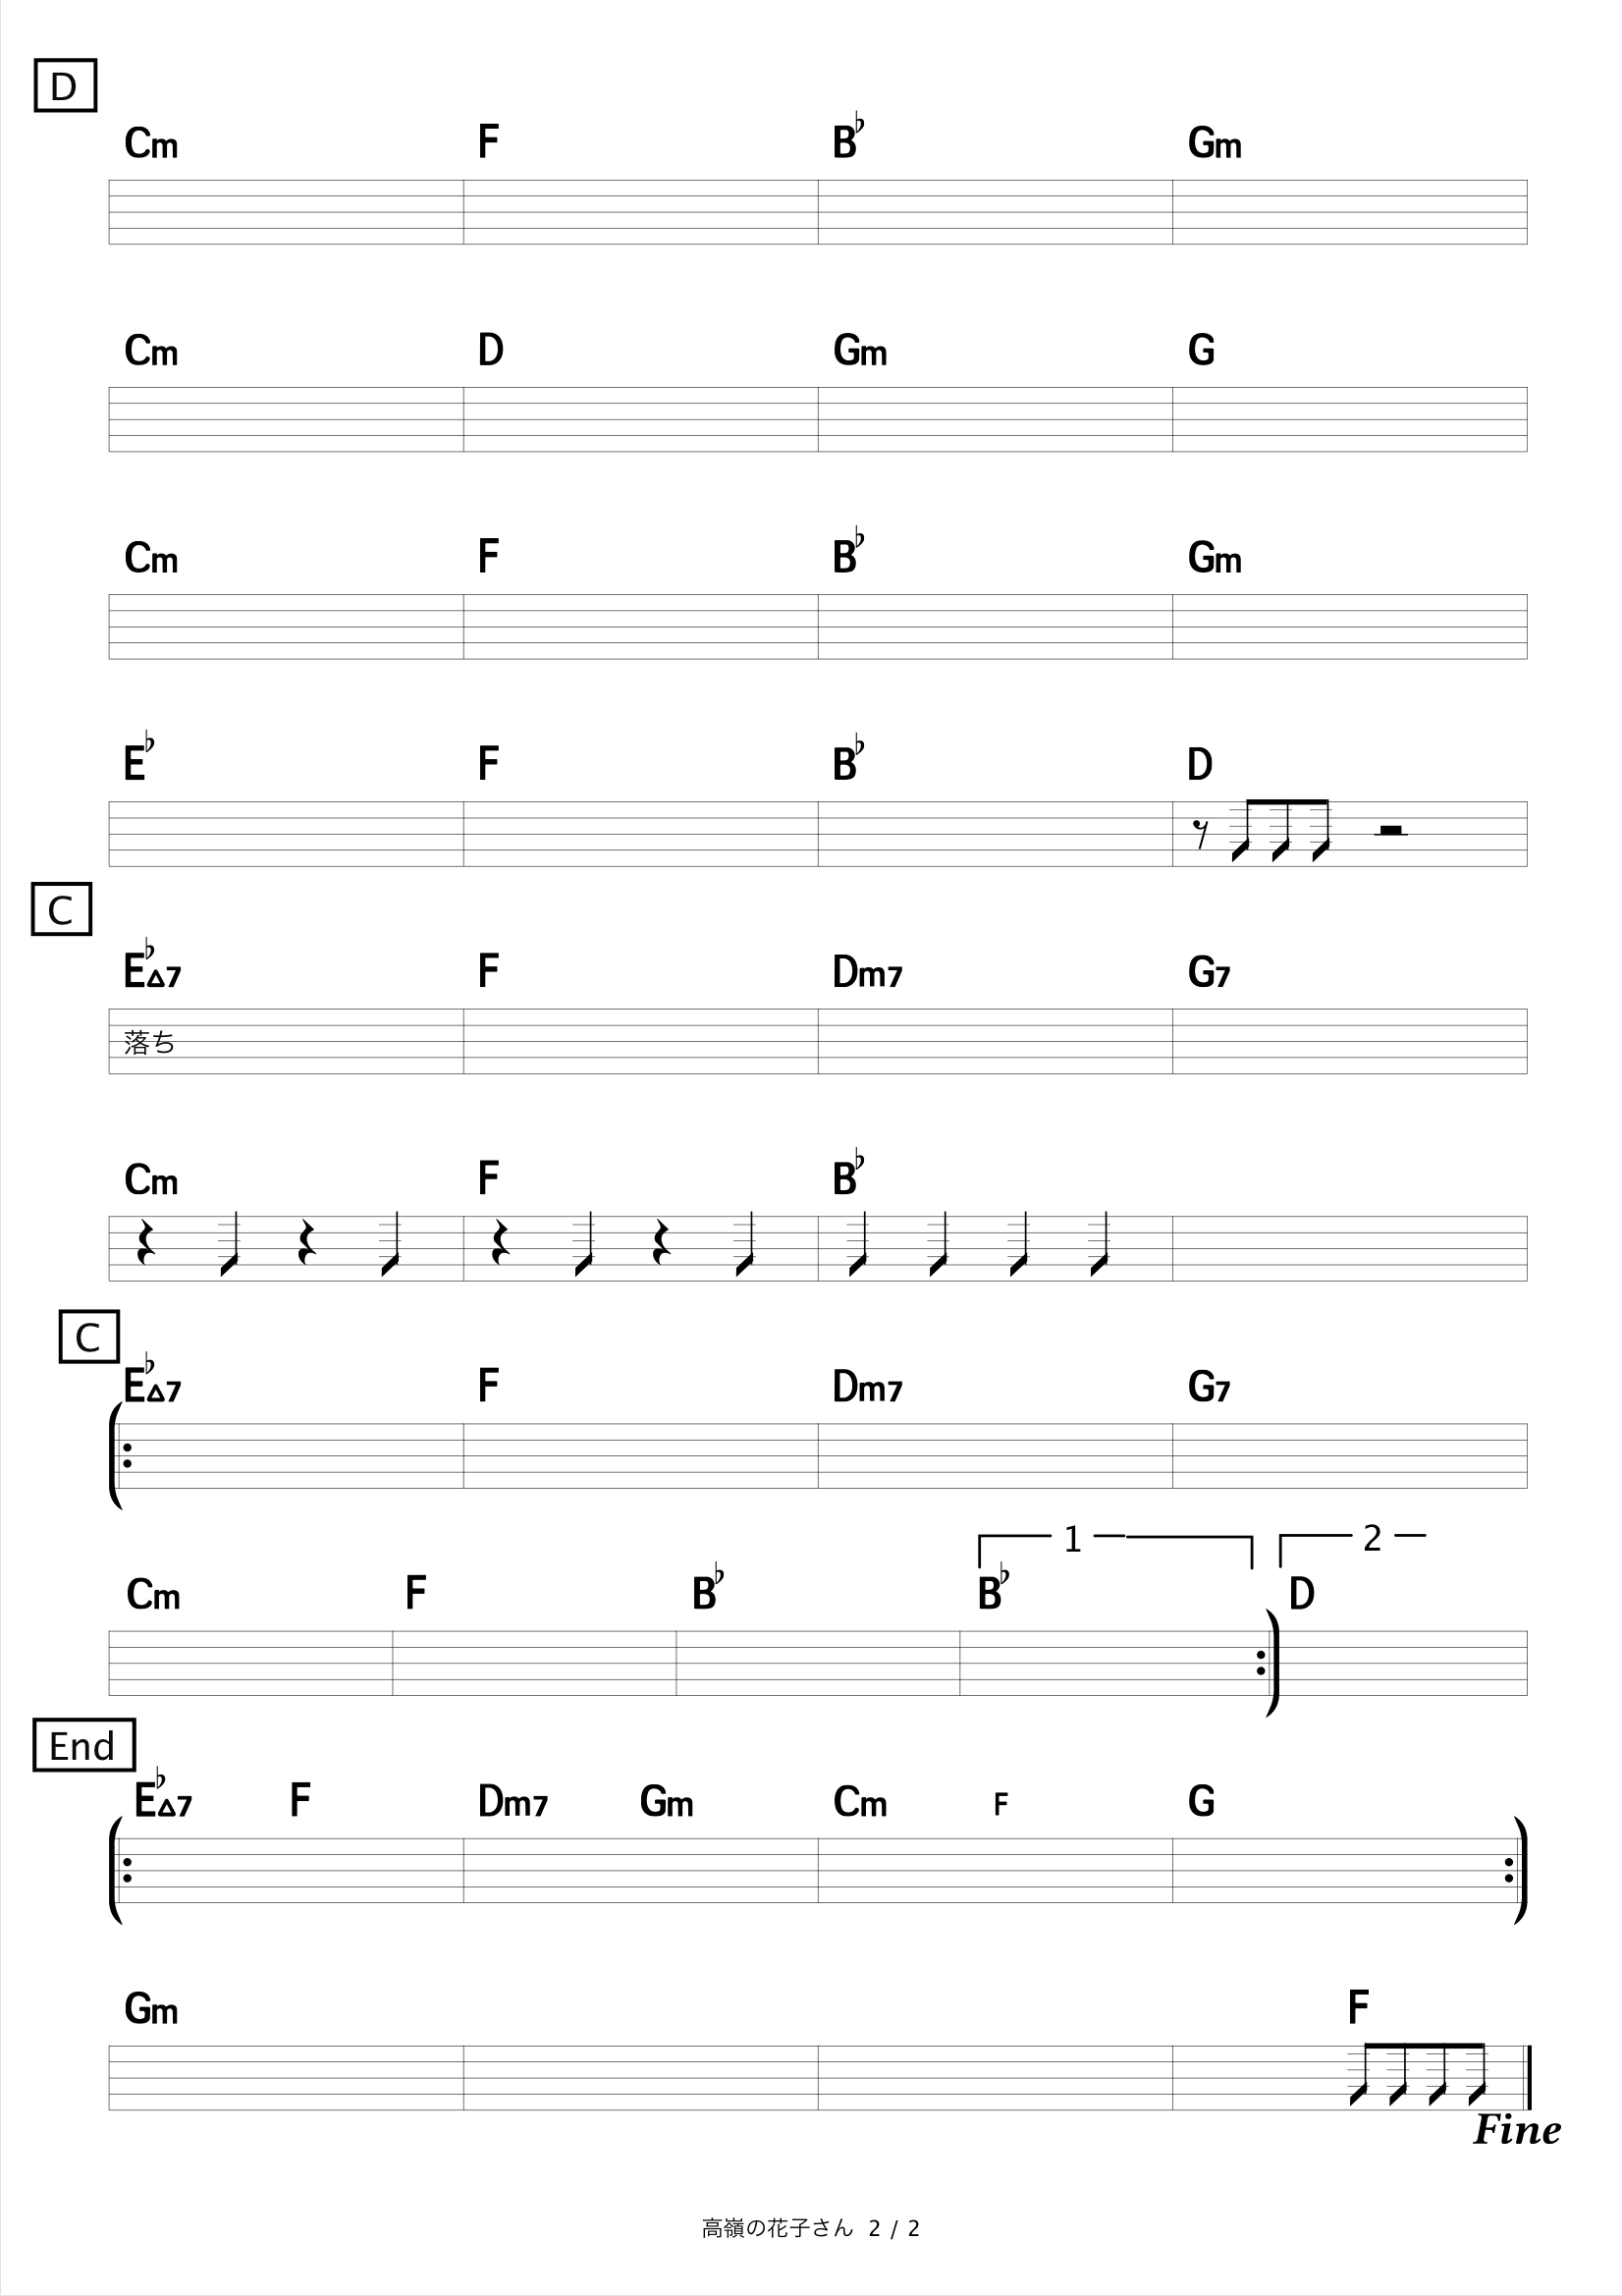 D
Cm F B♭ Gm
Cm D Gm G
Cm F B♭ Gm
E♭ F B♭ D
C
E♭△7 F Dm7 G7
落ち
Cm F B♭
C
E♭△7 F Dm7 G7
1 2
Cm F B♭ B♭ D
End
E♭△7 F Dm7 Gm Cm F G
Gm F
Fine
高嶺の花子さん 2 / 2